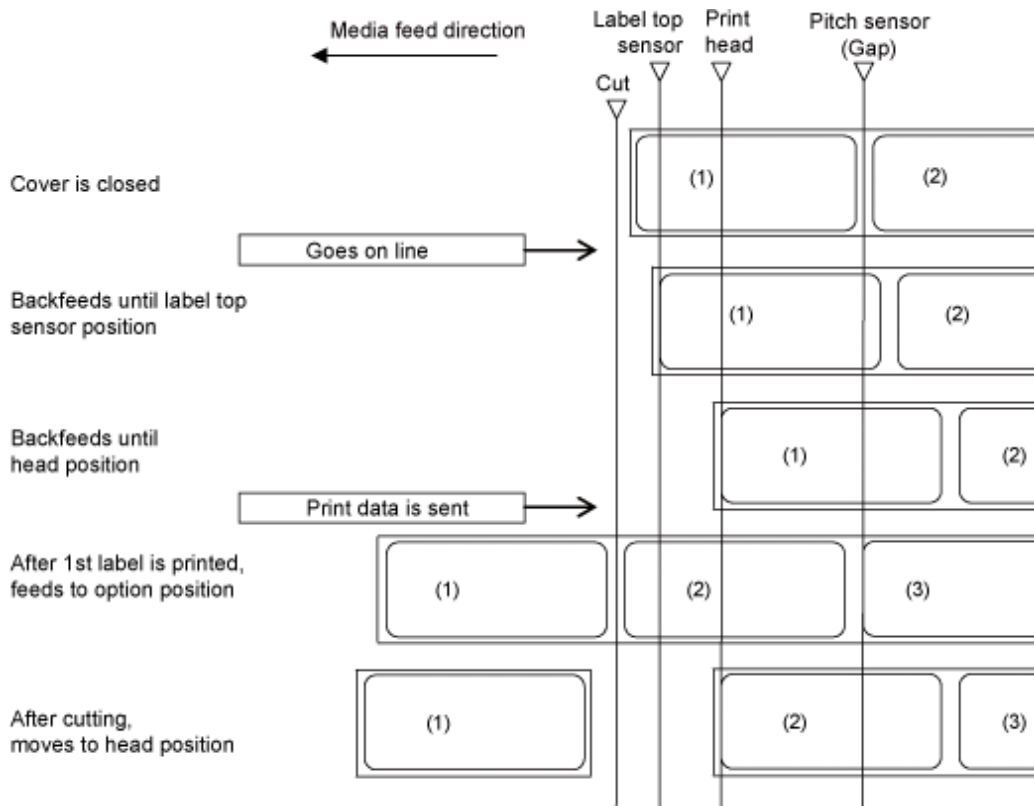 Media feed direction
Label top
sensor
Print
head
Pitch sensor
(Gap)
Cut
Cover is closed
(1)
(2)
Goes on line
Backfeeds until label top
sensor position
(1)
(2)
Backfeeds until
head position
(1)
(2)
Print data is sent
After 1st label is printed,
feeds to option position
(1)
(2)
(3)
After cutting,
moves to head position
(1)
(2)
(3)